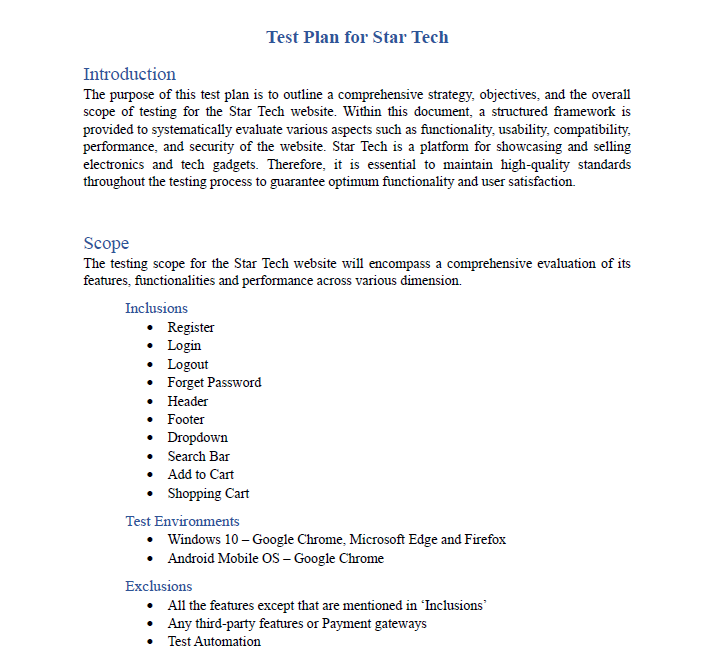 Test Plan for Star Tech
Introduction
The purpose of this test plan is to outline a comprehensive strategy, objectives, and the overall
scope of testing for the Star Tech website. Within this document, a structured framework is
provided to systematically evaluate various aspects such as functionality, usability, compatibility,
performance, and security of the website. Star Tech is a platform for showcasing and selling
electronics and tech gadgets. Therefore, it is essential to maintain high-quality standards
throughout the testing process to guarantee optimum functionality and user satisfaction.
Scope
The testing scope for the Star Tech website will encompass a comprehensive evaluation of its
features, functionalities and performance across various dimension.
Inclusions
• Register
• Login
• Logout
• Forget Password
• Header
• Footer
• Dropdown
• Search Bar
• Add to Cart
• Shopping Cart
Test Environments
• Windows 10 – Google Chrome, Microsoft Edge and Firefox
• Android Mobile OS – Google Chrome
Exclusions
• All the features except that are mentioned in ‘Inclusions’
• Any third-party features or Payment gateways
• Test Automation